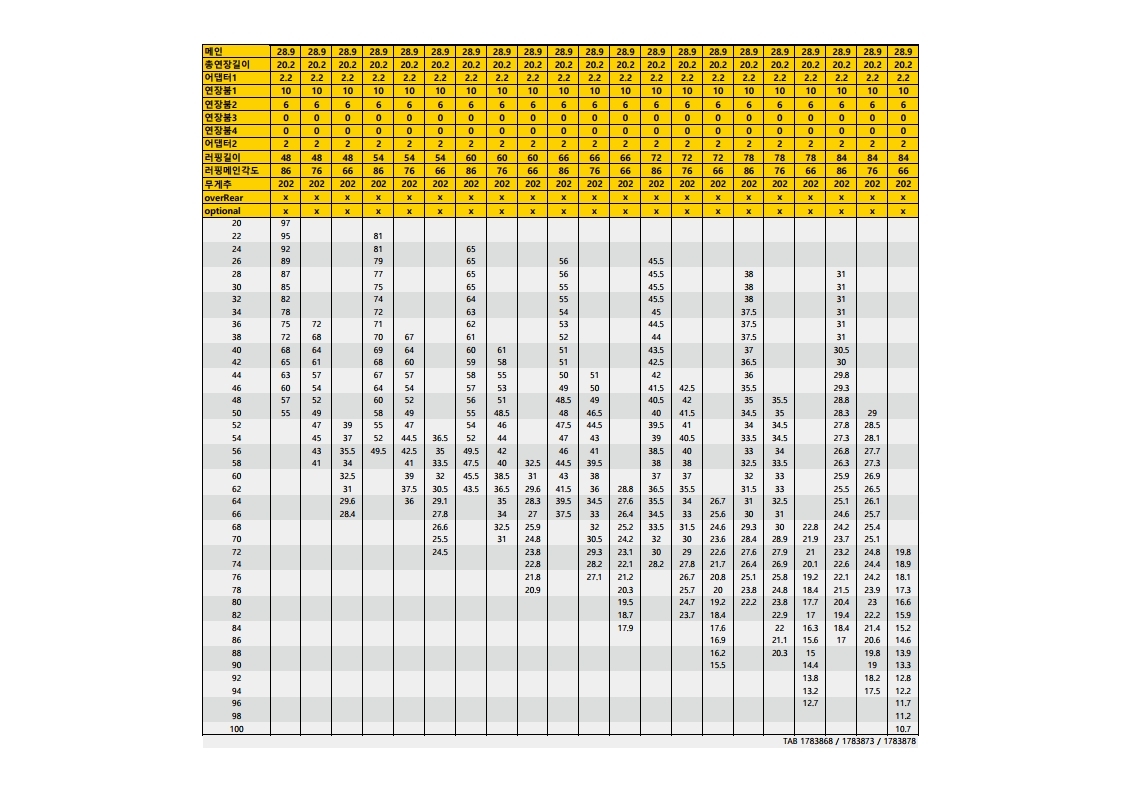 메인 28.9 28.9 28.9 28.9 28.9 28.9 28.9 28.9 28.9 28.9 28.9 28.9 28.9 28.9 28.9 28.9 28.9 28.9 28.9 28.9 28.9
총연장길이 20.2 20.2 20.2 20.2 20.2 20.2 20.2 20.2 20.2 20.2 20.2 20.2 20.2 20.2 20.2 20.2 20.2 20.2 20.2 20.2 20.2
어댑터1 2.2 2.2 2.2 2.2 2.2 2.2 2.2 2.2 2.2 2.2 2.2 2.2 2.2 2.2 2.2 2.2 2.2 2.2 2.2 2.2 2.2
연장붐1 10 10 10 10 10 10 10 10 10 10 10 10 10 10 10 10 10 10 10 10 10
연장붐2 6 6 6 6 6 6 6 6 6 6 6 6 6 6 6 6 6 6 6 6 6
연장붐3 0 0 0 0 0 0 0 0 0 0 0 0 0 0 0 0 0 0 0 0 0
연장붐4 0 0 0 0 0 0 0 0 0 0 0 0 0 0 0 0 0 0 0 0 0
어댑터2 2 2 2 2 2 2 2 2 2 2 2 2 2 2 2 2 2 2 2 2 2
러핑길이 48 48 48 54 54 54 60 60 60 66 66 66 72 72 72 78 78 78 84 84 84
러핑메인각도 86 76 66 86 76 66 86 76 66 86 76 66 86 76 66 86 76 66 86 76 66
무게추 202 202 202 202 202 202 202 202 202 202 202 202 202 202 202 202 202 202 202 202 202
overRear x x x x x x x x x x x x x x x x x x x x x
optional x x x x x x x x x x x x x x x x x x x x x
20 97
22 95 81
24 92 81 65
26 89 79 65 56 45.5
28 87 77 65 56 45.5 38 31
30 85 75 65 55 45.5 38 31
32 82 74 64 55 45.5 38 31
34 78 72 63 54 45 37.5 31
36 75 72 71 62 53 44.5 37.5 31
38 72 68 70 67 61 52 44 37.5 31
40 68 64 69 64 60 61 51 43.5 37 30.5
42 65 61 68 60 59 58 51 42.5 36.5 30
44 63 57 67 57 58 55 50 51 42 36 29.8
46 60 54 64 54 57 53 49 50 41.5 42.5 35.5 29.3
48 57 52 60 52 56 51 48.5 49 40.5 42 35 35.5 28.8
50 55 49 58 49 55 48.5 48 46.5 40 41.5 34.5 35 28.3 29
52 47 39 55 47 54 46 47.5 44.5 39.5 41 34 34.5 27.8 28.5
54 45 37 52 44.5 36.5 52 44 47 43 39 40.5 33.5 34.5 27.3 28.1
56 43 35.5 49.5 42.5 35 49.5 42 46 41 38.5 40 33 34 26.8 27.7
58 41 34 41 33.5 47.5 40 32.5 44.5 39.5 38 38 32.5 33.5 26.3 27.3
60 32.5 39 32 45.5 38.5 31 43 38 37 37 32 33 25.9 26.9
62 31 37.5 30.5 43.5 36.5 29.6 41.5 36 28.8 36.5 35.5 31.5 33 25.5 26.5
64 29.6 36 29.1 35 28.3 39.5 34.5 27.6 35.5 34 26.7 31 32.5 25.1 26.1
66 28.4 27.8 34 27 37.5 33 26.4 34.5 33 25.6 30 31 24.6 25.7
68 26.6 32.5 25.9 32 25.2 33.5 31.5 24.6 29.3 30 22.8 24.2 25.4
70 25.5 31 24.8 30.5 24.2 32 30 23.6 28.4 28.9 21.9 23.7 25.1
72 24.5 23.8 29.3 23.1 30 29 22.6 27.6 27.9 21 23.2 24.8 19.8
74 22.8 28.2 22.1 28.2 27.8 21.7 26.4 26.9 20.1 22.6 24.4 18.9
76 21.8 27.1 21.2 26.7 20.8 25.1 25.8 19.2 22.1 24.2 18.1
78 20.9 20.3 25.7 20 23.8 24.8 18.4 21.5 23.9 17.3
80 19.5 24.7 19.2 22.2 23.8 17.7 20.4 23 16.6
82 18.7 23.7 18.4 22.9 17 19.4 22.2 15.9
84 17.9 17.6 22 16.3 18.4 21.4 15.2
86 16.9 21.1 15.6 17 20.6 14.6
88 16.2 20.3 15 19.8 13.9
90 15.5 14.4 19 13.3
92 13.8 18.2 12.8
94 13.2 17.5 12.2
96 12.7 11.7
98 11.2
100 10.7
TAB 1783868 / 1783873 / 1783878